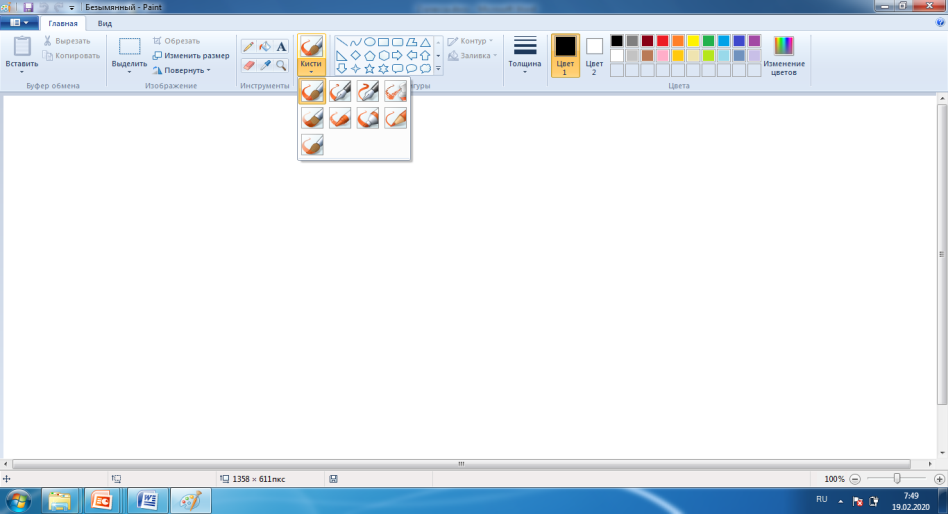 Безымянный - Paint
Главная
Вид
Вставить
Вырезать
Копировать
Буфер обмена
Выделить
Обрезать
Изменить размер
Повернуть
Изображение
A
Инструменты
Кисти
гуры
Контур
Заливка
Толщина
Цвет
1
Цвет
2
Изменение
цветов
Цвета
1358 × 611пкс
100%
RU
7:49
19.02.2020